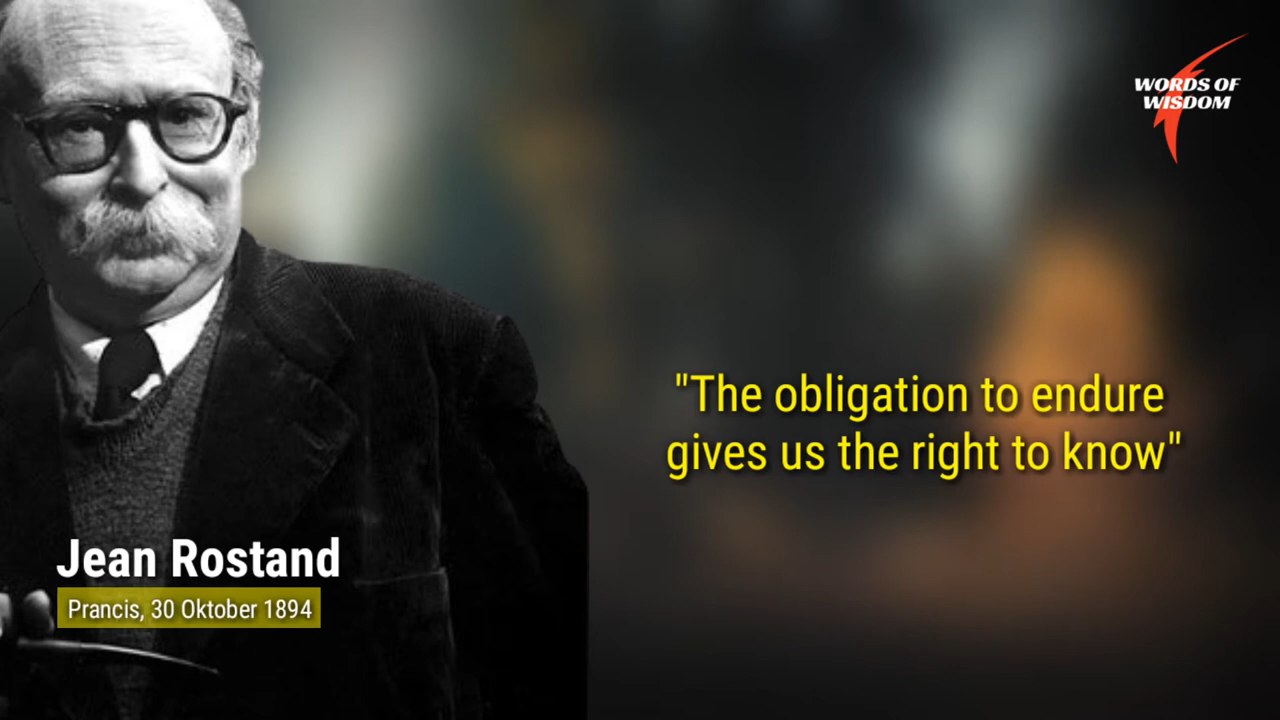 WORDS OF
WISDOM
"The obligation to endure
gives us the right to know"
Jean Rostand
Prancis, 30 Oktober 1894